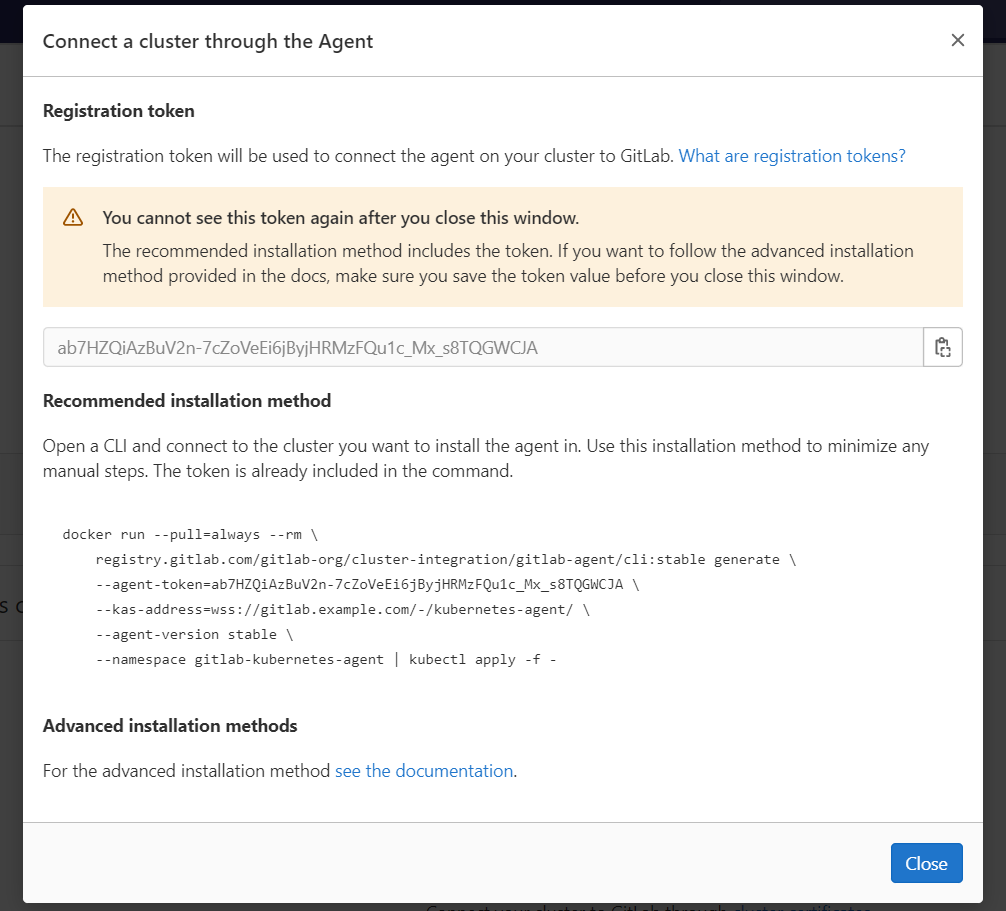 Connect a cluster through the Agent
Registration token
The registration token will be used to connect the agent on your cluster to GitLab. What are registration tokens?
You cannot see this token again after you close this window.
The recommended installation method includes the token. If you want to follow the advanced installation
method provided in the docs, make sure you save the token value before you close this window.
ab7HZQiAzBuV2n-7cZoVeEi6jByjHRMzFQu1c_Mx_s8TQGWCJA
Recommended installation method
Open a CLI and connect to the cluster you want to install the agent in. Use this installation method to minimize any
manual steps. The token is already included in the command.
docker run --pull=always --rm \
registry.gitlab.com/gitlab-org/cluster-integration/gitlab-agent/cli:stable generate \
--agent-token=ab7HZQiAzBuV2n-7cZoVeEi6jByjHRMzFQu1c_Mx_s8TQGWCJA \
--kas-address=wss://gitlab.example.com/-/kubernetes-agent/ \
--agent-version stable \
--namespace gitlab-kubernetes-agent | kubectl apply -f -
Advanced installation methods
For the advanced installation method see the documentation.
Close